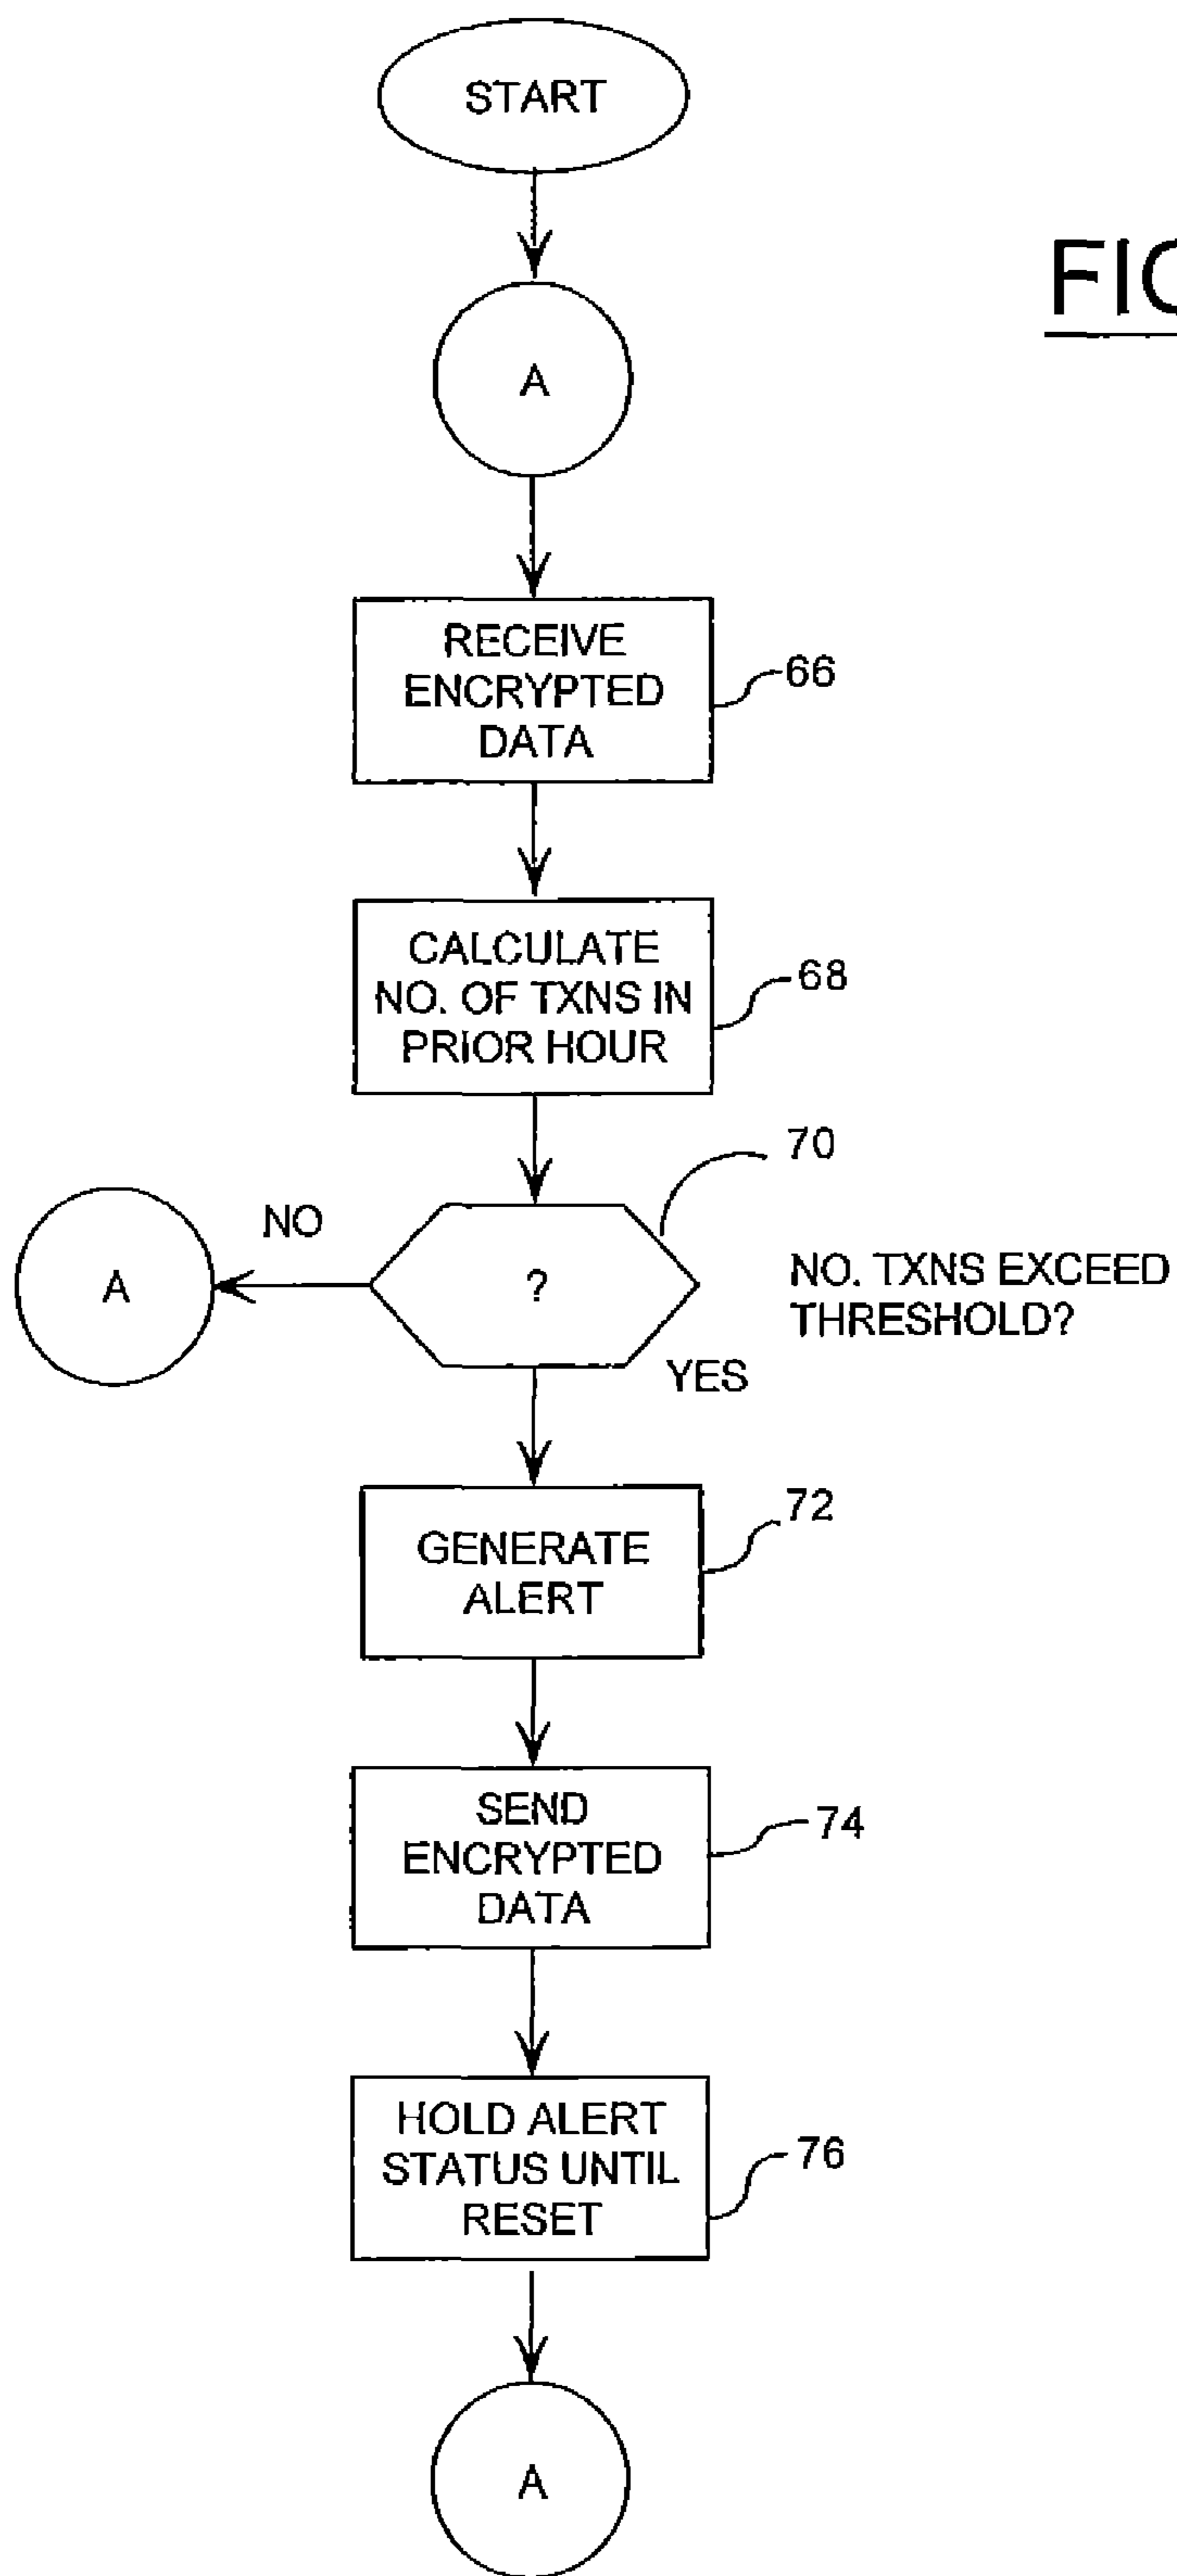 START
FIG
A
RECEIVE
ENCRYPTED
DATA
66
CALCULATE
NO. OF TXNS IN
PRIOR HOUR
68
70
NO
A
?
NO. TXNS EXCEED
THRESHOLD?
YES
GENERATE
ALERT
72
SEND
ENCRYPTED
DATA
74
HOLD ALERT
STATUS UNTIL
RESET
76
A